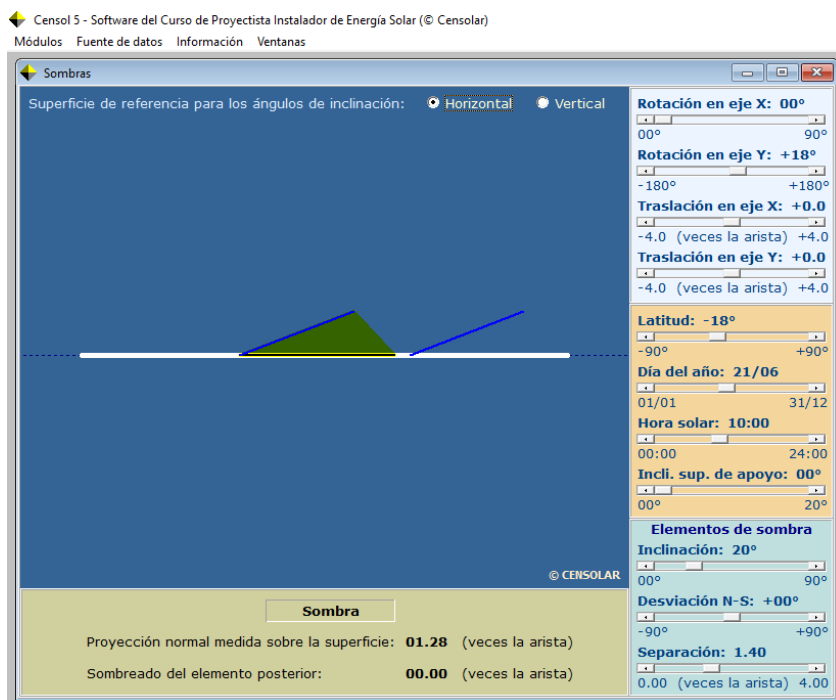 Censol 5 - Software del Curso de Proyectista Instalador de Energía Solar (© Censolar)
Módulos Fuente de datos Información Ventanas
Sombras
Superficie de referencia para los ángulos de inclinación: Horizontal Vertical
Rotación en eje X: 00°
00° 90°
Rotación en eje Y: +18°
-180° +180°
Traslación en eje X: +0.0
-4.0 (veces la arista) +4.0
Traslación en eje Y: +0.0
-4.0 (veces la arista) +4.0
Latitud: -18°
-90° +90°
Día del año: 21/06
01/01 31/12
Hora solar: 10:00
00:00 24:00
Incli. sup. de apoyo: 00°
00° 20°
Elementos de sombra
Inclinación: 20°
00° 90°
Desviación N-S: +00°
-90° +90°
Separación: 1.40
0.00 (veces la arista) 4.00
© CENSOLAR
Sombra
Proyección normal medida sobre la superficie: 01.28 (veces la arista)
Sombreado del elemento posterior: 00.00 (veces la arista)